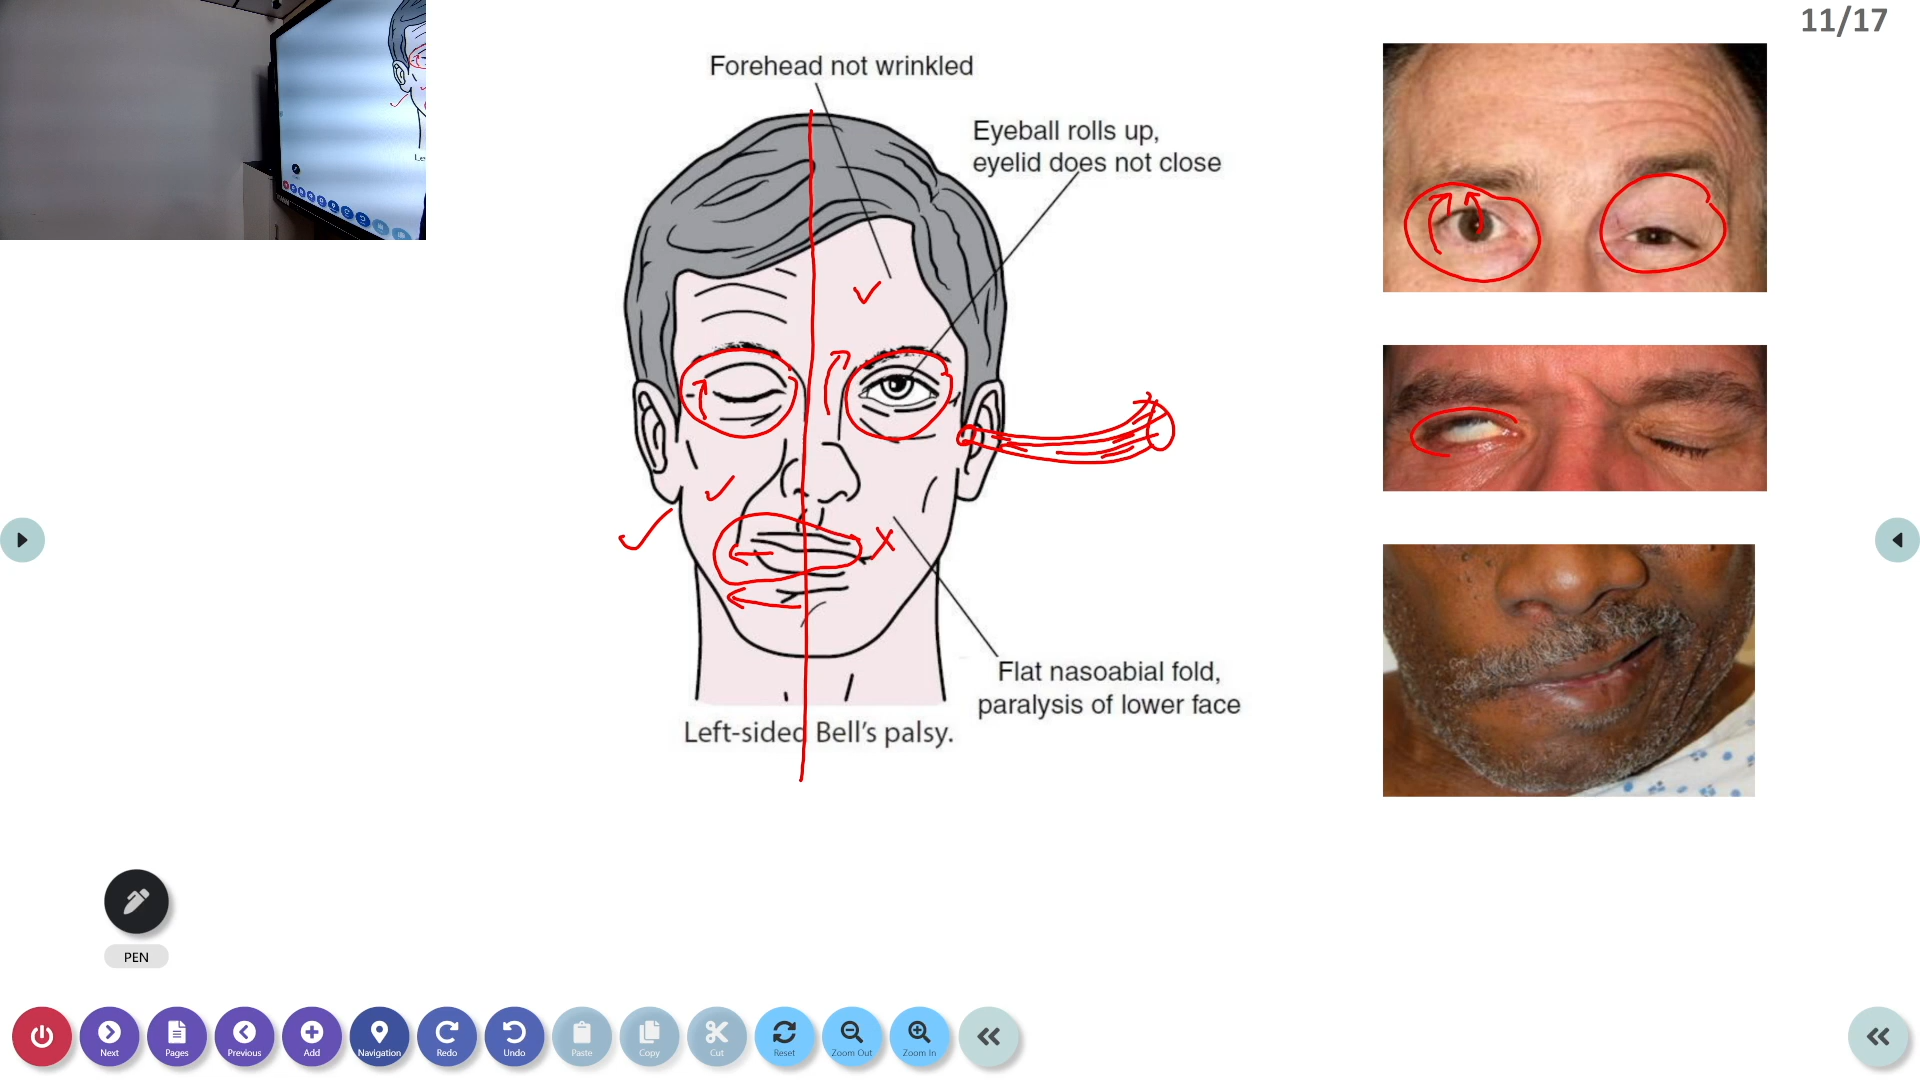 11/17
Forehead not wrinkled
Eyeball rolls up,
eyelid does not close
Flat nasoabial fold,
paralysis of lower face
Left-sided Bell's palsy.
Le
PEN
Next
Pages
Previous
Add
Navigation
Redo
Undo
Paste
Copy
Cut
Reset
Zoom Out
Zoom In